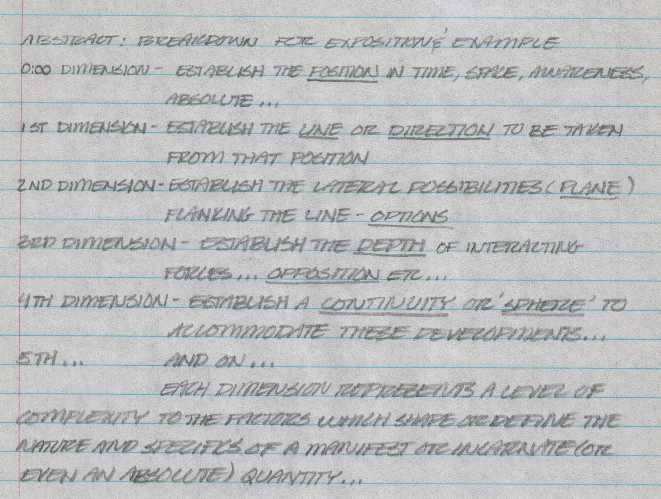 ABSTRACT: BREAKDOWN FOR EXPOSITION & EXAMPLE
0:00 DIMENSION - ESTABLISH THE POSITION IN TIME, SPACE, AWARENESS,
ABSOLUTE...
1ST DIMENSION - ESTABLISH THE LINE OR DIRECTION TO BE TAKEN
FROM THAT POSITION
2ND DIMENSION - ESTABLISH THE LATERAL POSSIBILITIES (PLANE)
FLANKING THE LINE - OPTIONS
3RD DIMENSION - ESTABLISH THE DEPTH OF INTERACTING
FORCES... OPPOSITION ETC...
4TH DIMENSION - ESTABLISH A CONTINUITY OR 'SPHERE' TO
ACCOMMODATE THESE DEVELOPMENTS...
5TH... AND ON...
EACH DIMENSION REPRESENTS A LEVEL OF
COMPLEXITY TO THE FACTORS WHICH SHAPE OR DEFINE THE
NATURE AND SPECIFICS OF A MANIFEST OR INCARNATE (OR
EVEN AN ABSOLUTE) QUANTITY...